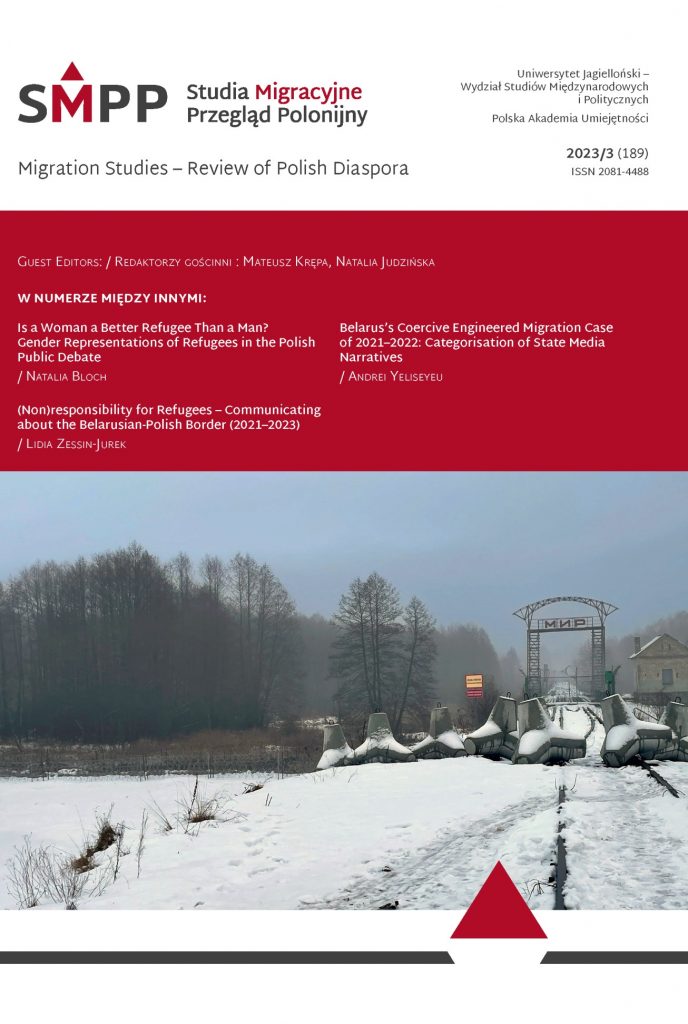 SMPP
Studia Migracyjne
Przegląd Polonijny
Migration Studies – Review of Polish Diaspora
Uniwersytet Jagielloński –
Wydział Studiów Międzynarodowych
i Politycznych
Polska Akademia Umiejętności
2023/3 (189)
ISSN 2081-4488
Guest Editors: / Redaktorzy gościnni : Mateusz Krępa, Natalia Judzińska
W NUMERZE MIĘDZY INNYMI:
Is a Woman a Better Refugee Than a Man?
Gender Representations of Refugees in the Polish
Public Debate
/ Natalia Bloch
(Non)responsibility for Refugees – Communicating
about the Belarusian-Polish Border (2021–2023)
/ Lidia Zessin-Jurek
Belarus's Coercive Engineered Migration Case
of 2021–2022: Categorisation of State Media
Narratives
/ Andrei Yeliseyeu
МИР